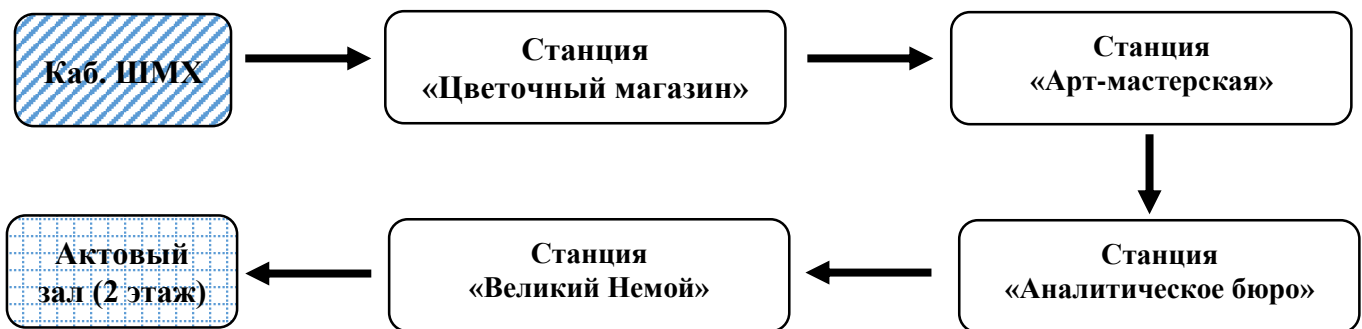 Каб. ШМХ
Станция
«Цветочный магазин»
Станция
«Арт-мастерская»
Актовый
зал (2 этаж)
Станция
«Великий Немой»
Станция
«Аналитическое бюро»